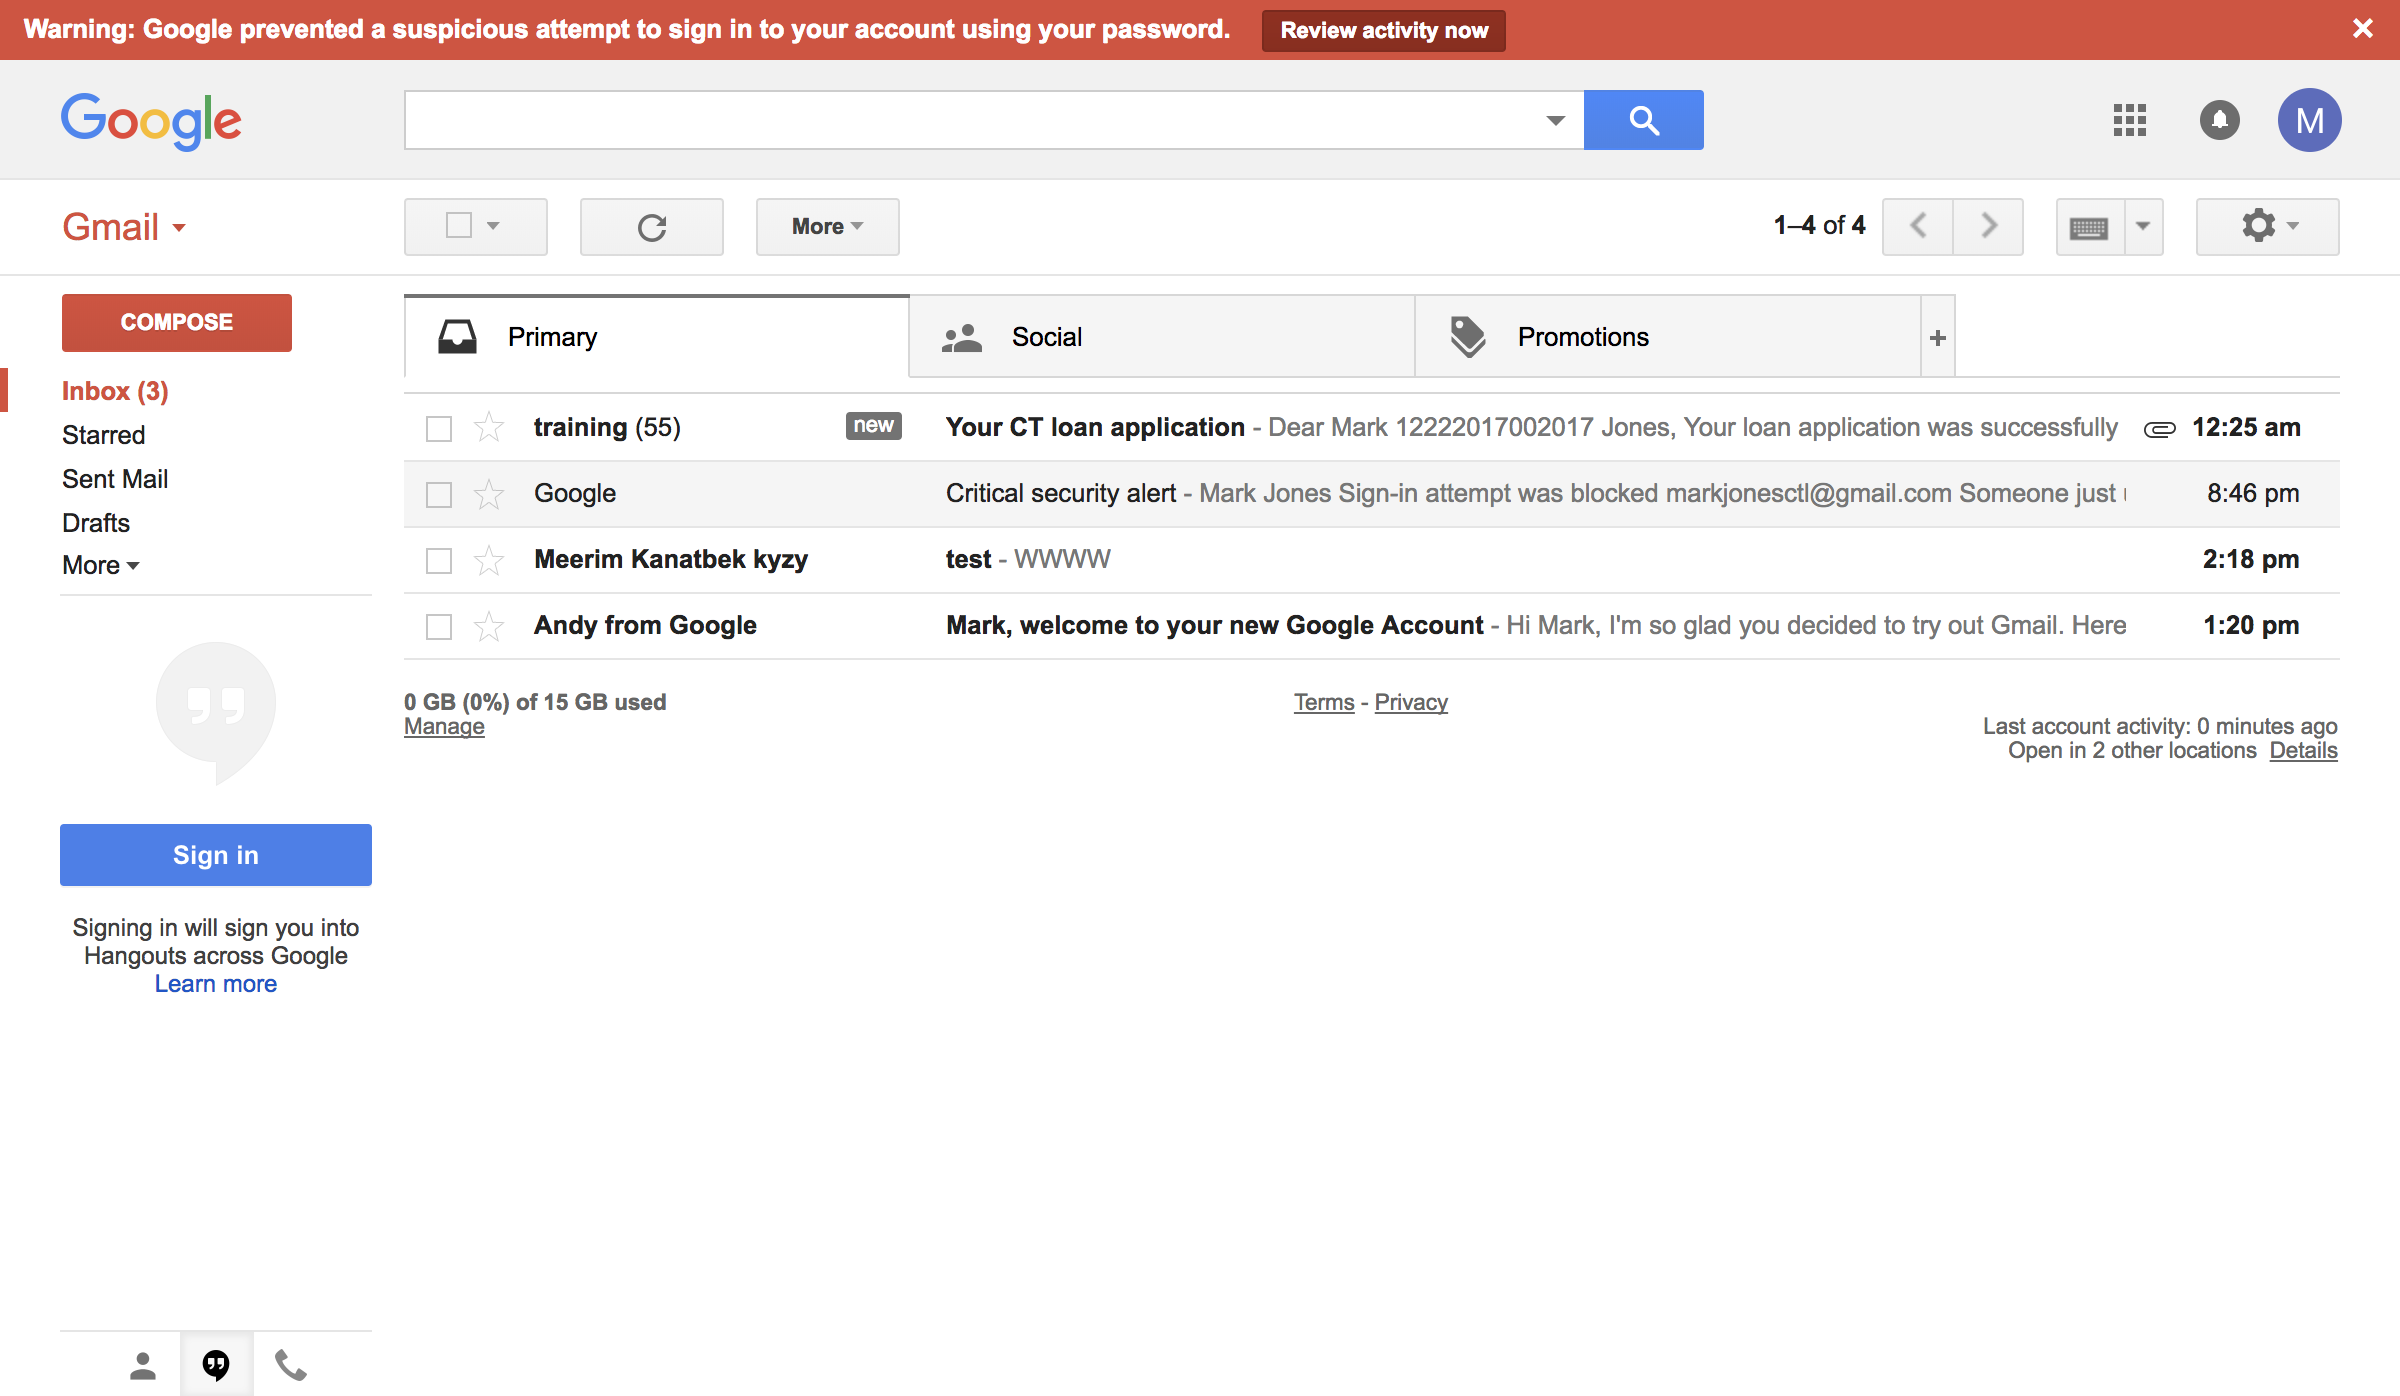 Warning: Google prevented a suspicious attempt to sign in to your account using your password. Review activity now
Google
M
Gmail
More
1–4 of 4
COMPOSE
Primary
Social
Promotions
Inbox (3)
Starred
Sent Mail
Drafts
More
training (55) new Your CT loan application - Dear Mark 12222017002017 Jones, Your loan application was successfully 12:25 am
Google Critical security alert - Mark Jones Sign-in attempt was blocked markjonesctl@gmail.com Someone just 8:46 pm
Meerim Kanatbek kyzy test - WWWW 2:18 pm
Andy from Google Mark, welcome to your new Google Account - Hi Mark, I'm so glad you decided to try out Gmail. Here 1:20 pm
0 GB (0%) of 15 GB used
Manage
Terms - Privacy
Last account activity: 0 minutes ago
Open in 2 other locations Details
Sign in
Signing in will sign you into
Hangouts across Google
Learn more